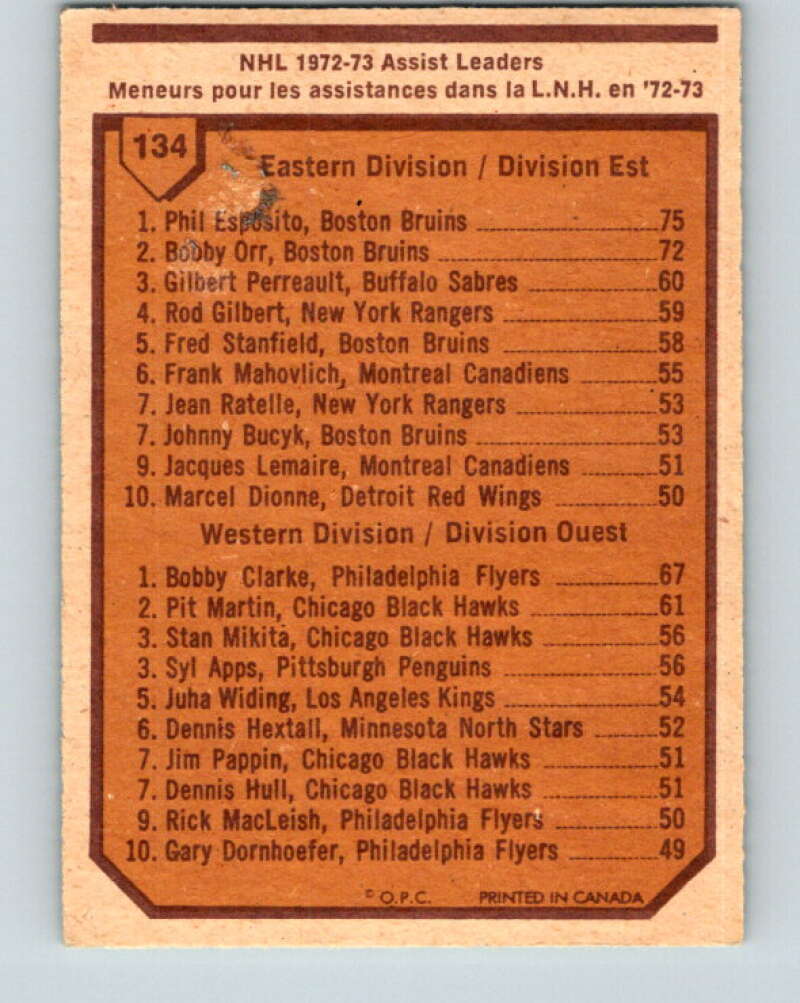 NHL 1972-73 Assist Leaders
Meneurs pour les assistances dans la L.N.H. en '72-73
134
Eastern Division / Division Est
1. Phil Esposito, Boston Bruins 75
2. Bobby Orr, Boston Bruins 72
3. Gilbert Perreault, Buffalo Sabres 60
4. Rod Gilbert, New York Rangers 59
5. Fred Stanfield, Boston Bruins 58
6. Frank Mahovlich, Montreal Canadiens 55
7. Jean Ratelle, New York Rangers 53
7. Johnny Bucyk, Boston Bruins 53
9. Jacques Lemaire, Montreal Canadiens 51
10. Marcel Dionne, Detroit Red Wings 50
Western Division / Division Ouest
1. Bobby Clarke, Philadelphia Flyers 67
2. Pit Martin, Chicago Black Hawks 61
3. Stan Mikita, Chicago Black Hawks 56
3. Syl Apps, Pittsburgh Penguins 56
5. Juha Widing, Los Angeles Kings 54
6. Dennis Hextall, Minnesota North Stars 52
7. Jim Pappin, Chicago Black Hawks 51
7. Dennis Hull, Chicago Black Hawks 51
9. Rick MacLeish, Philadelphia Flyers 50
10. Gary Dornhoefer, Philadelphia Flyers 49
© O.P.C. PRINTED IN CANADA